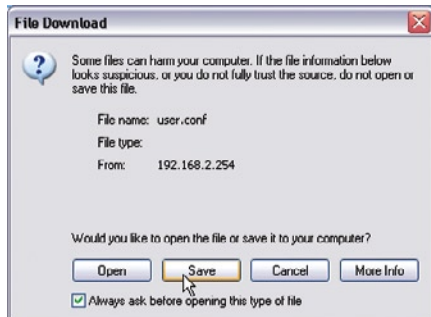 File Download
Some files can harm your computer. If the file information below
looks suspicious, or you do not fully trust the source, do not open or
save this file.
File name: user.conf
File type:
From: 192.168.2.254
Would you like to open the file or save it to your computer?
Open Save Cancel More Info
Always ask before opening this type of file